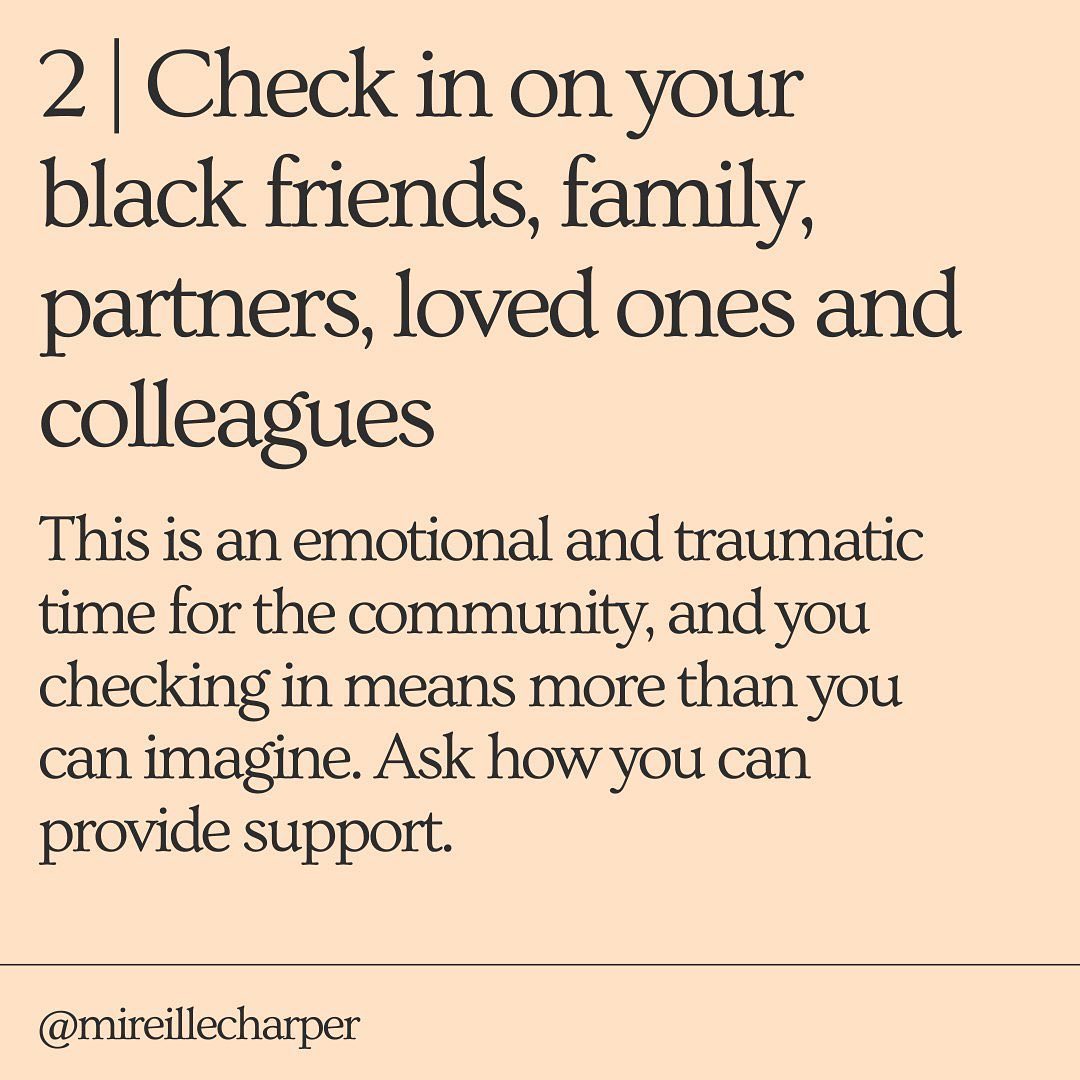 2 | Check in on your
black friends, family,
partners, loved ones and
colleagues
This is an emotional and traumatic
time for the community, and you
checking in means more than you
can imagine. Ask how you can
provide support.
@mireillecharper